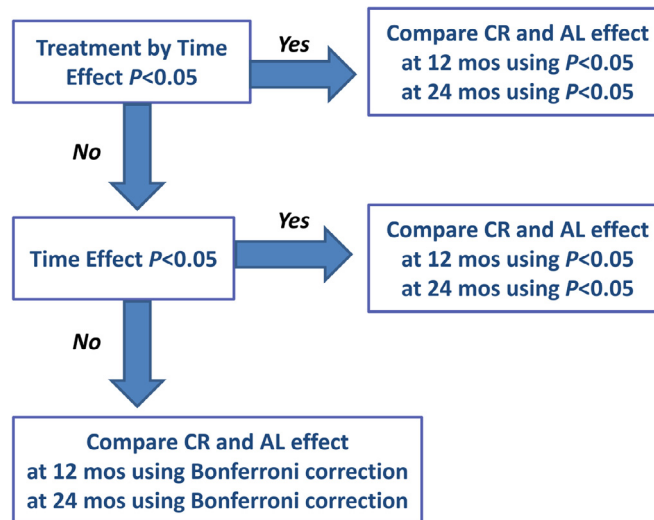 Treatment by Time
Effect P<0.05
Yes
Compare CR and AL effect
at 12 mos using P<0.05
at 24 mos using P<0.05
No
Time Effect P<0.05
Yes
Compare CR and AL effect
at 12 mos using P<0.05
at 24 mos using P<0.05
No
Compare CR and AL effect
at 12 mos using Bonferroni correction
at 24 mos using Bonferroni correction